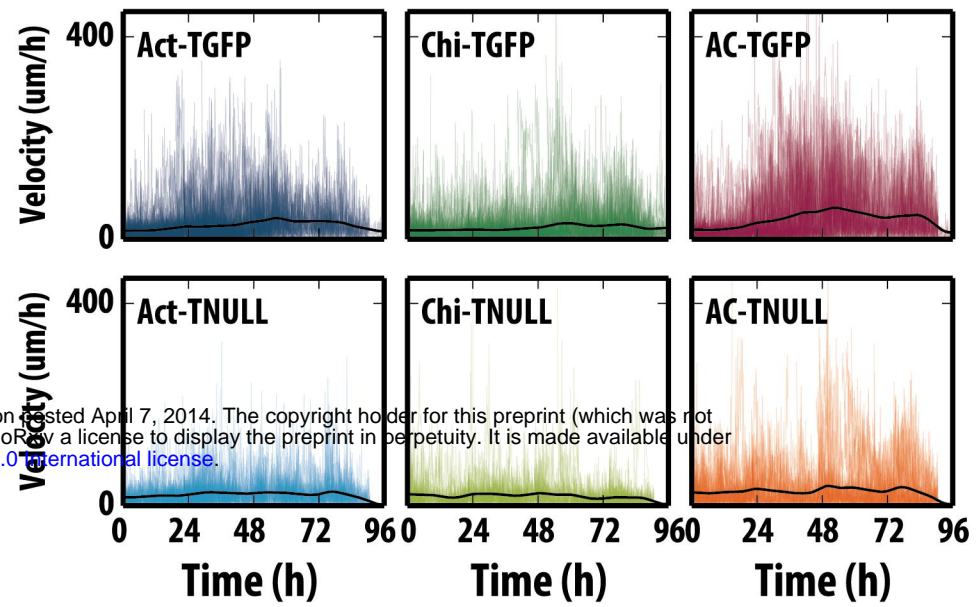 Velocity (um/h)
400
0
Act-TGFP
Chi-TGFP
AC-TGFP
Velocity (um/h)
400
0
Act-TNULL
Chi-TNULL
AC-TNULL
on posted April 7, 2014. The copyright holder for this preprint (which was not
a license to display the preprint in perpetuity. It is made available under
.0 International license.
0 24 48 72 96 0 24 48 72 96 0 24 48 72 96
Time (h) Time (h) Time (h)